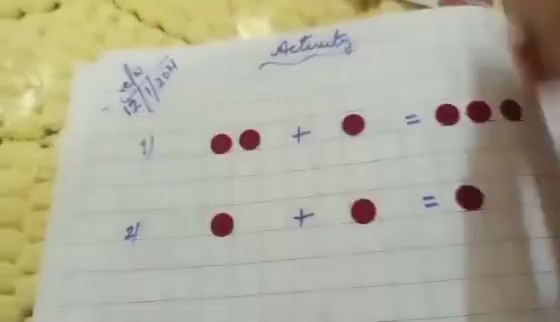 Activity
12/1/2021
1) + =
2) + =